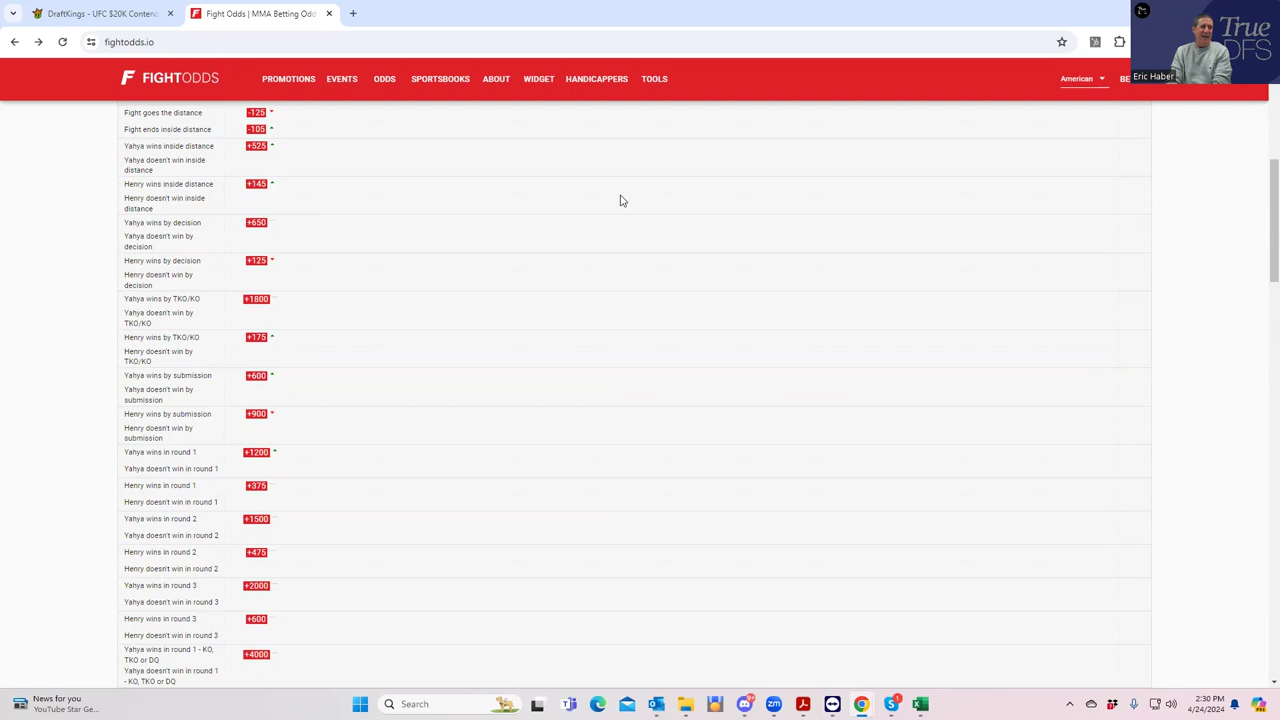 DraftKings - UFC $20K Contenc
Fight Odds | MMA Betting Odd
fightodds.io
True
DFS
Eric Haber
FIGHTODDS
PROMOTIONS
EVENTS
ODDS
SPORTSBOOKS
ABOUT
WIDGET
HANDICAPPERS
TOOLS
American
BE
Fight goes the distance -125
Fight ends inside distance -105
Yahya wins inside distance +525
Yahya doesn't win inside
distance
Henry wins inside distance +145
Henry doesn't win inside
distance
Yahya wins by decision +650
Yahya doesn't win by
decision
Henry wins by decision +125
Henry doesn't win by
decision
Yahya wins by TKO/KO +1800
Yahya doesn't win by
TKO/KO
Henry wins by TKO/KO +175
Henry doesn't win by
TKO/KO
Yahya wins by submission +600
Yahya doesn't win by
submission
Henry wins by submission +900
Henry doesn't win by
submission
Yahya wins in round 1 +1200
Yahya doesn't win in round 1
Henry wins in round 1 +375
Henry doesn't win in round 1
Yahya wins in round 2 +1500
Yahya doesn't win in round 2
Henry wins in round 2 +475
Henry doesn't win in round 2
Yahya wins in round 3 +2000
Yahya doesn't win in round 3
Henry wins in round 3 +600
Henry doesn't win in round 3
Yahya wins in round 1 - KO,
TKO or DQ +4000
Yahya doesn't win in round 1
- KO, TKO or DQ
News for you
YouTube Star Ge...
Search
2:30 PM
4/24/2024